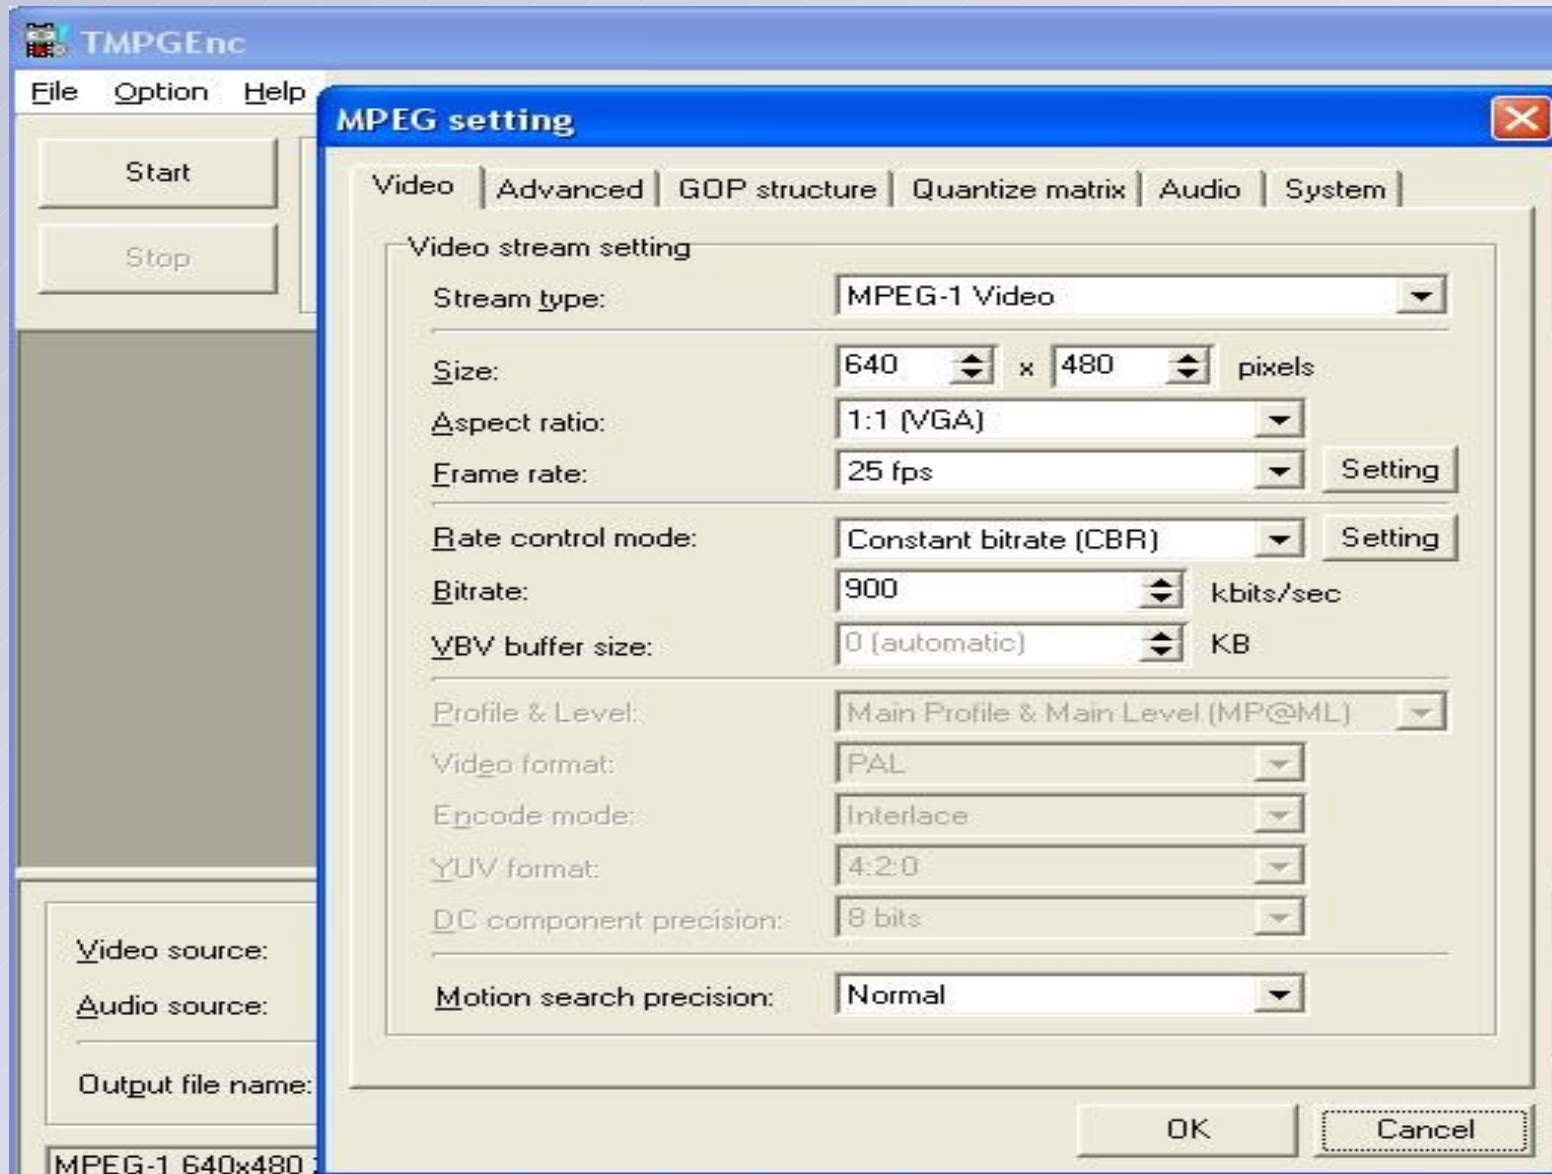 TMPGEnc
File Option Help
Start
Stop
MPEG setting
Video Advanced GOP structure Quantize matrix Audio System
Video stream setting
Stream type: MPEG-1 Video
Size: 640 x 480 pixels
Aspect ratio: 1:1 (VGA)
Frame rate: 25 fps Setting
Rate control mode: Constant bitrate (CBR) Setting
Bitrate: 900 kbits/sec
VBV buffer size: 0 (automatic) KB
Profile & Level: Main Profile & Main Level (MP@ML)
Video format: PAL
Encode mode: Interlace
YUV format: 4:2:0
DC component precision: 8 bits
Motion search precision: Normal
OK Cancel
Video source:
Audio source:
Output file name:
MPEG-1 640x480